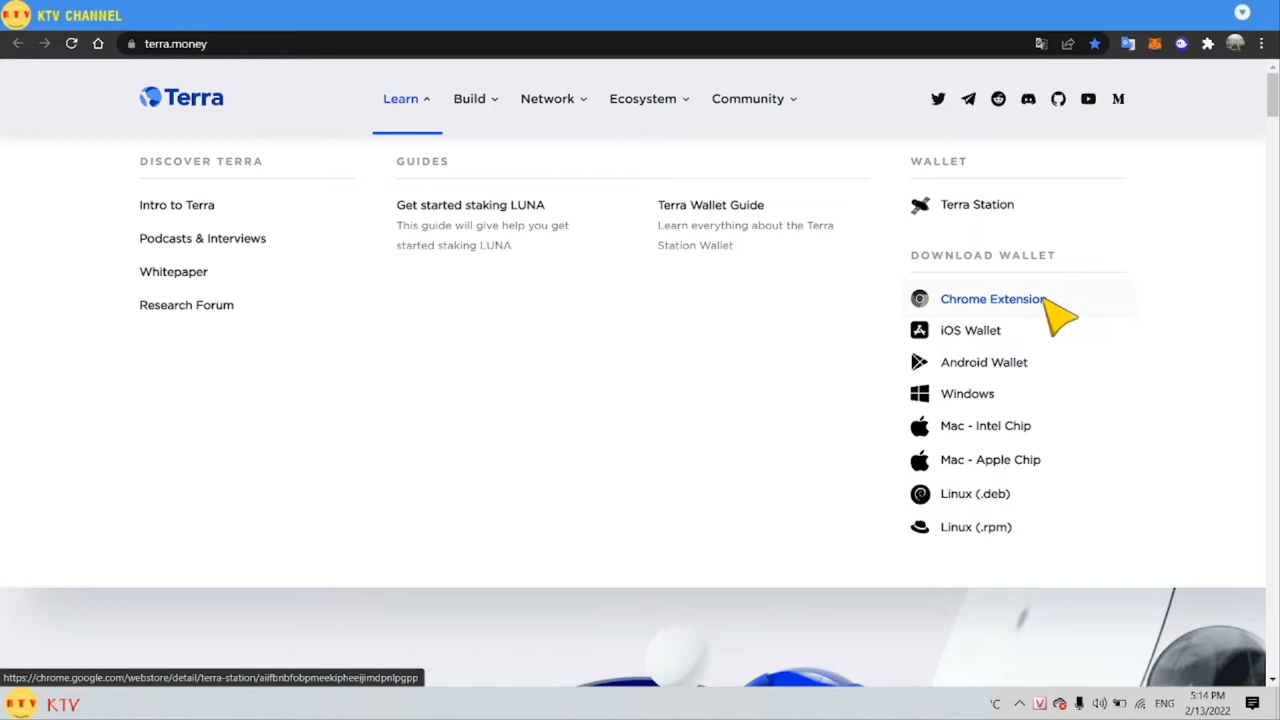 KTV KTV CHANNEL
terra.money
Terra
Learn
Build
Network
Ecosystem
Community
DISCOVER TERRA
Intro to Terra
Podcasts & Interviews
Whitepaper
Research Forum
GUIDES
Get started staking LUNA
This guide will give help you get
started staking LUNA
Terra Wallet Guide
Learn everything about the Terra
Station Wallet
WALLET
Terra Station
DOWNLOAD WALLET
Chrome Extension
iOS Wallet
Android Wallet
Windows
Mac - Intel Chip
Mac - Apple Chip
Linux (.deb)
Linux (.rpm)
https://chrome.google.com/webstore/detail/terra-station/aiifbnbfobpmeekipheeijimdpnlpgpp
KTV KTV
°C
ENG
5:14 PM
2/13/2022